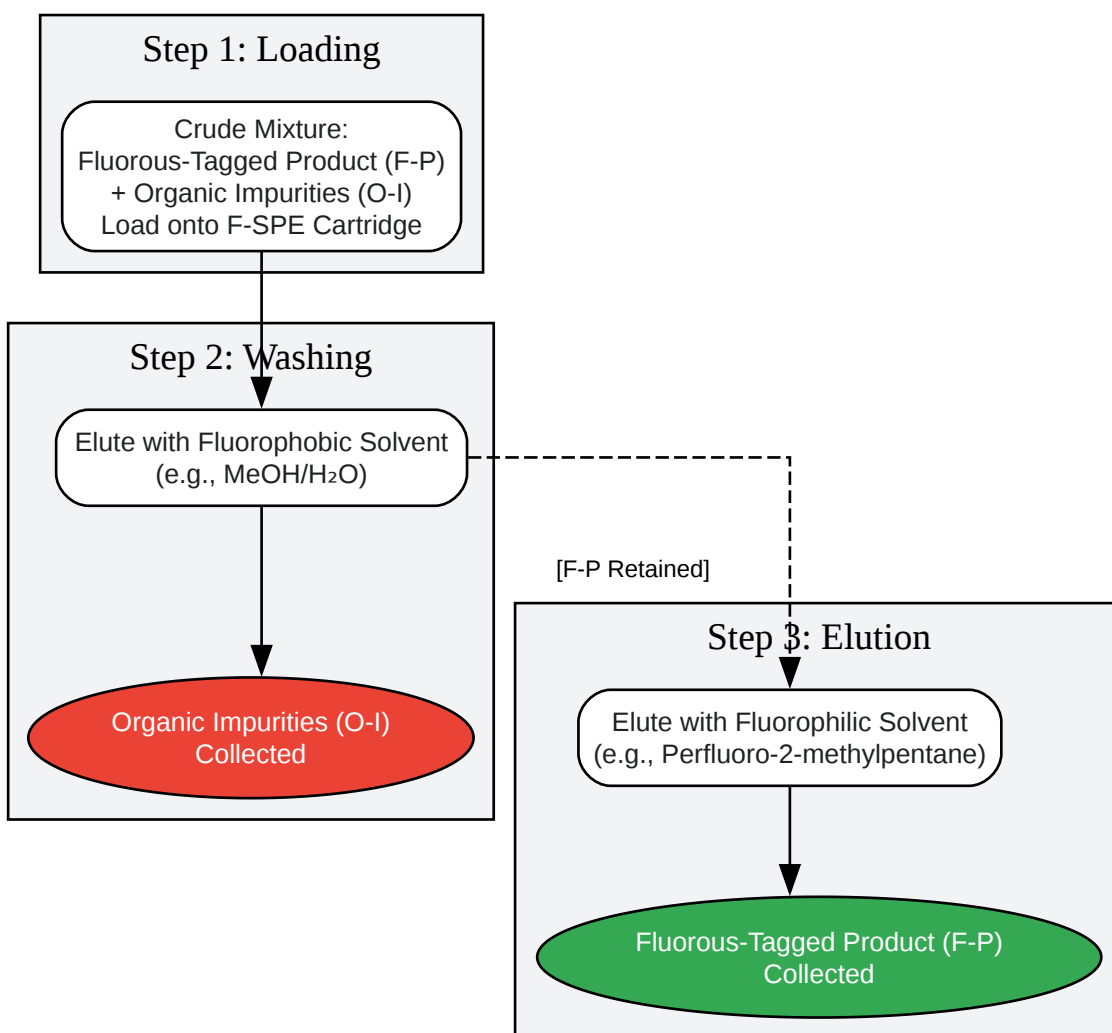 Step 1: Loading
Crude Mixture:
Fluorous-Tagged Product (F-P)
+ Organic Impurities (O-I)
Load onto F-SPE Cartridge
Step 2: Washing
Elute with Fluorophobic Solvent
(e.g., MeOH/H₂O)
[F-P Retained]
Organic Impurities (O-I)
Collected
Step 3: Elution
Elute with Fluorophilic Solvent
(e.g., Perfluoro-2-methylpentane)
Fluorous-Tagged Product (F-P)
Collected